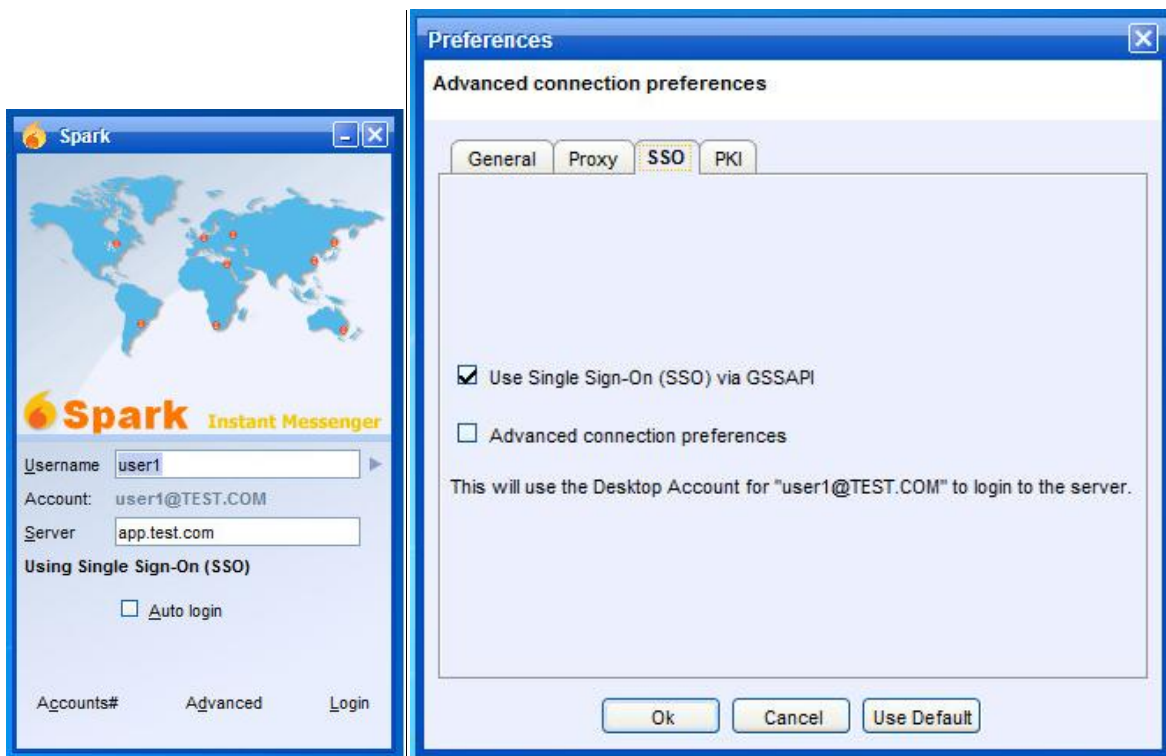 Spark
Spark Instant Messenger
Username user1
Account: user1@TEST.COM
Server app.test.com
Using Single Sign-On (SSO)
Auto login
Accounts# Advanced Login
Preferences
Advanced connection preferences
General Proxy SSO PKI
Use Single Sign-On (SSO) via GSSAPI
Advanced connection preferences
This will use the Desktop Account for "user1@TEST.COM" to login to the server.
Ok Cancel Use Default